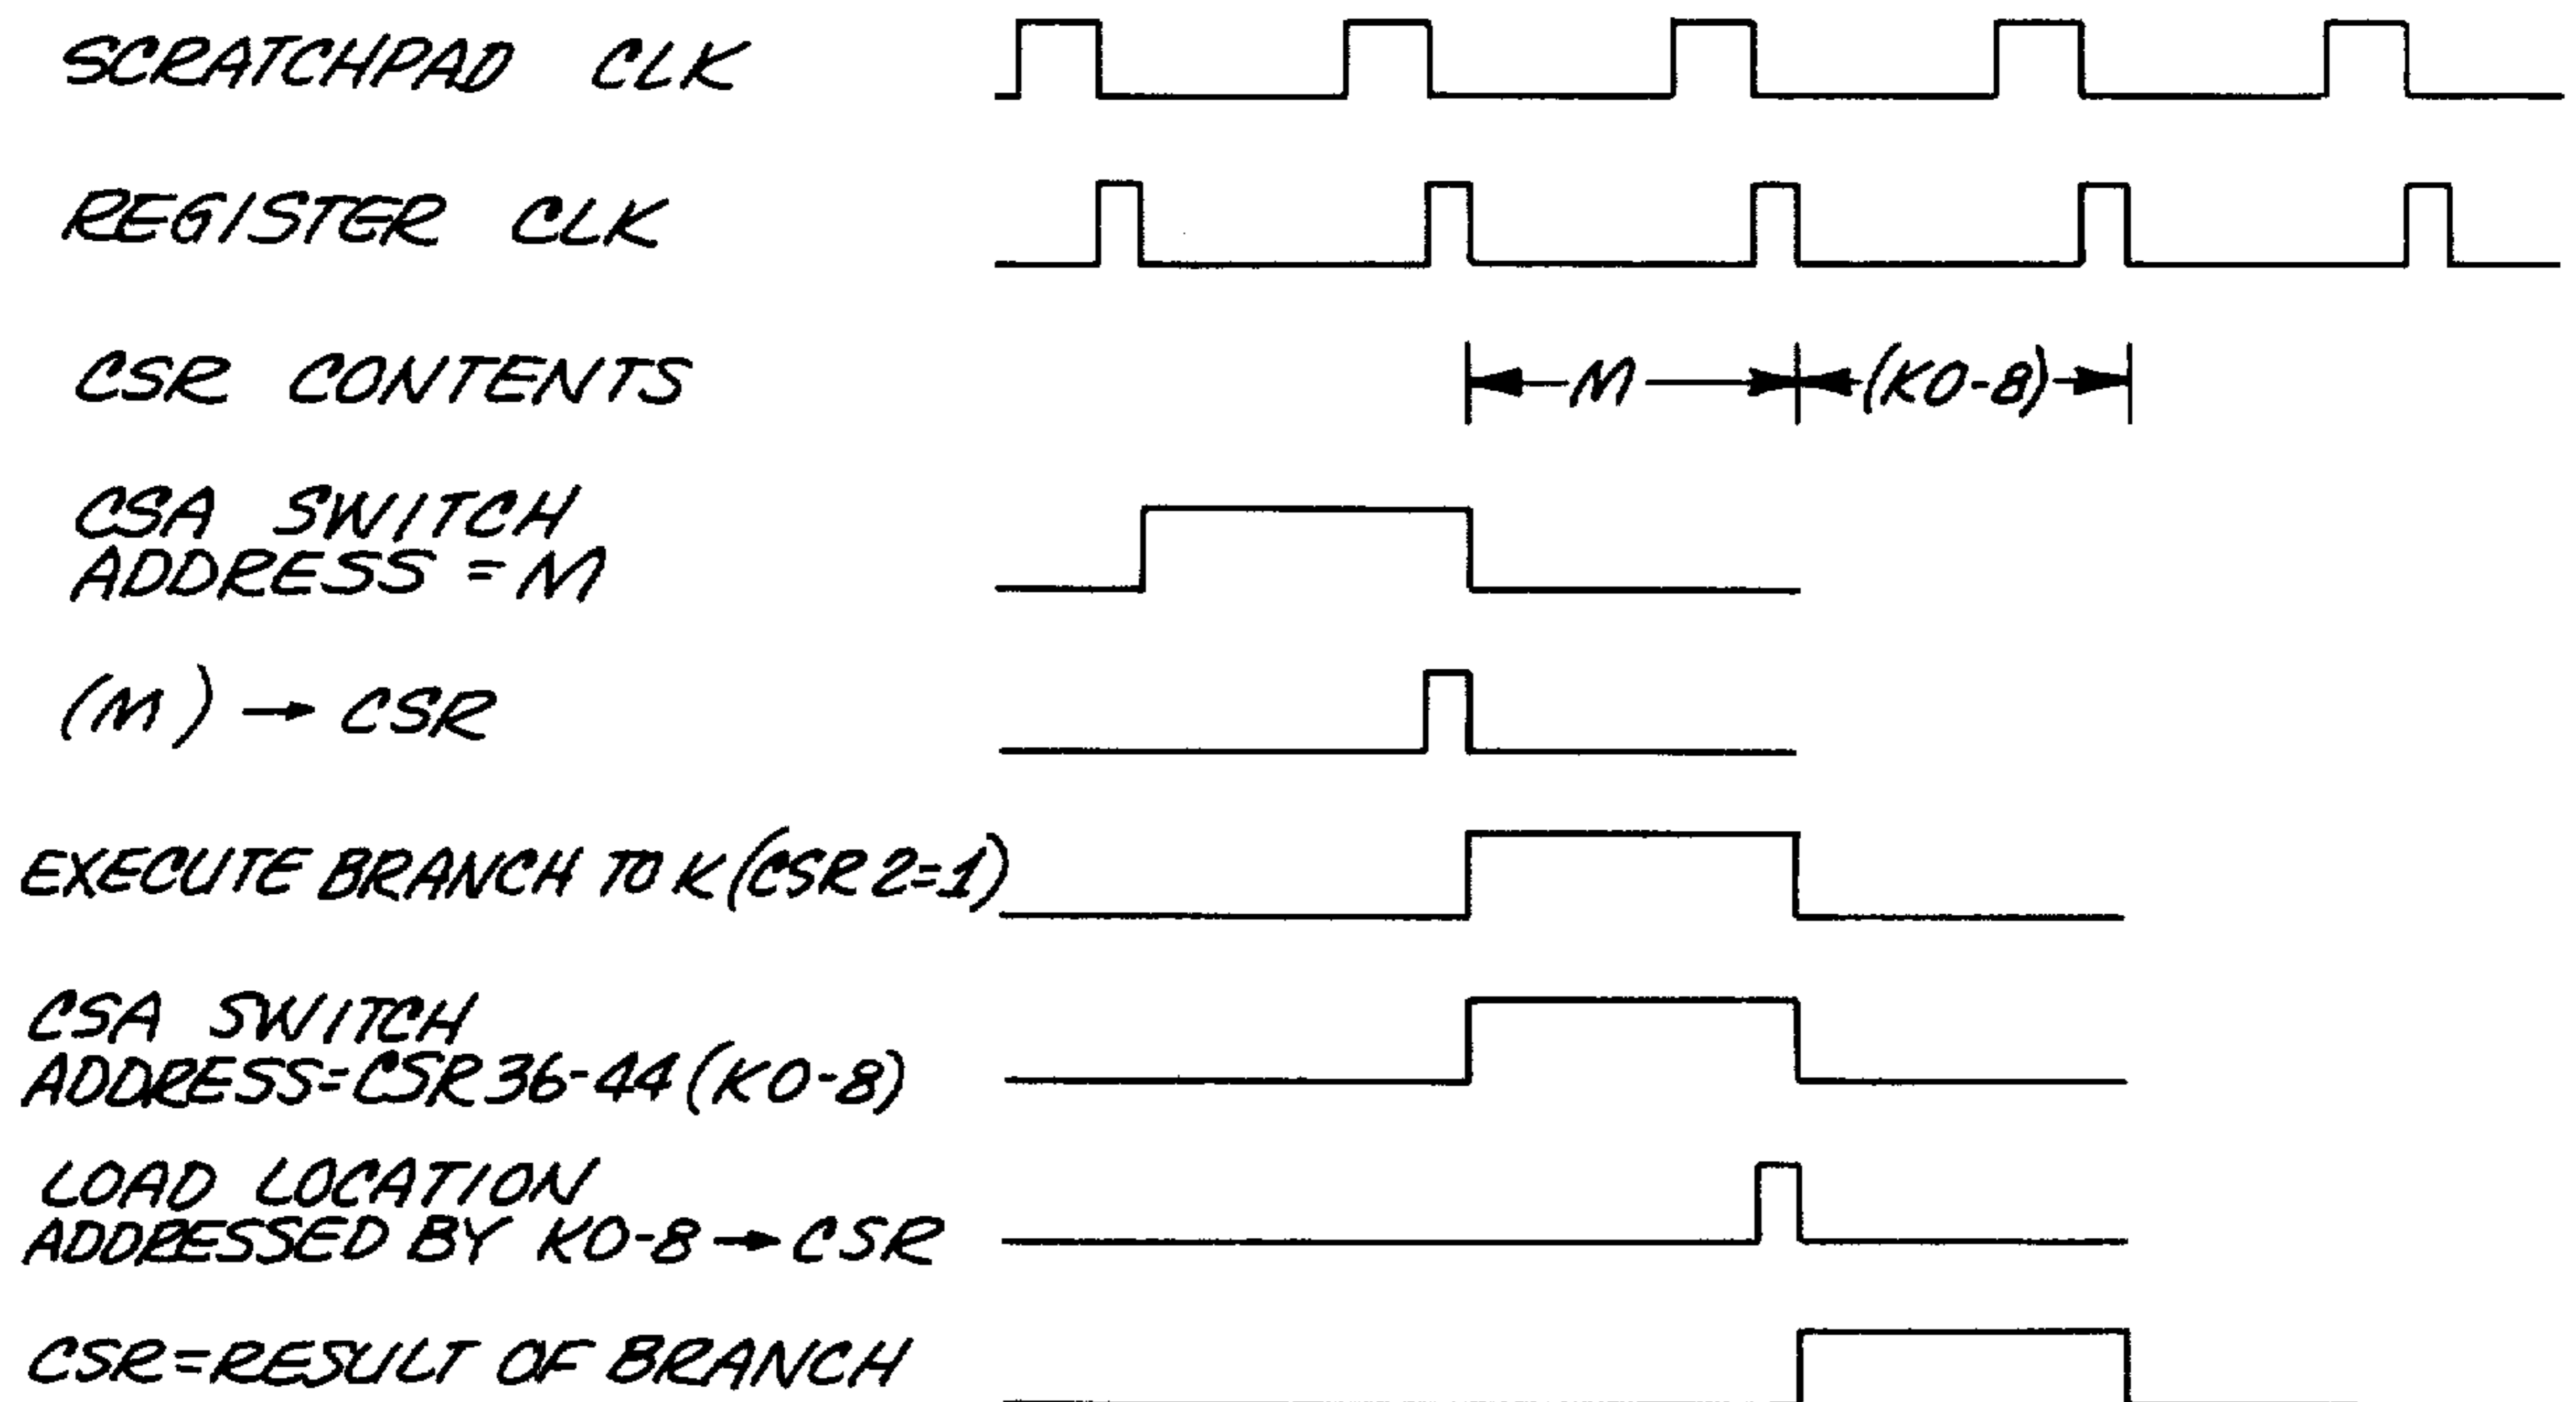 SCRATCHPAD CLK
REGISTER CLK
CSR CONTENTS
M
(K0-8)
CSA SWITCH
ADDRESS = M
(M) → CSR
EXECUTE BRANCH TO K (CSR 2=1)
CSA SWITCH
ADDRESS=CSR 36-44 (K0-8)
LOAD LOCATION
ADDRESSED BY K0-8 → CSR
CSR=RESULT OF BRANCH